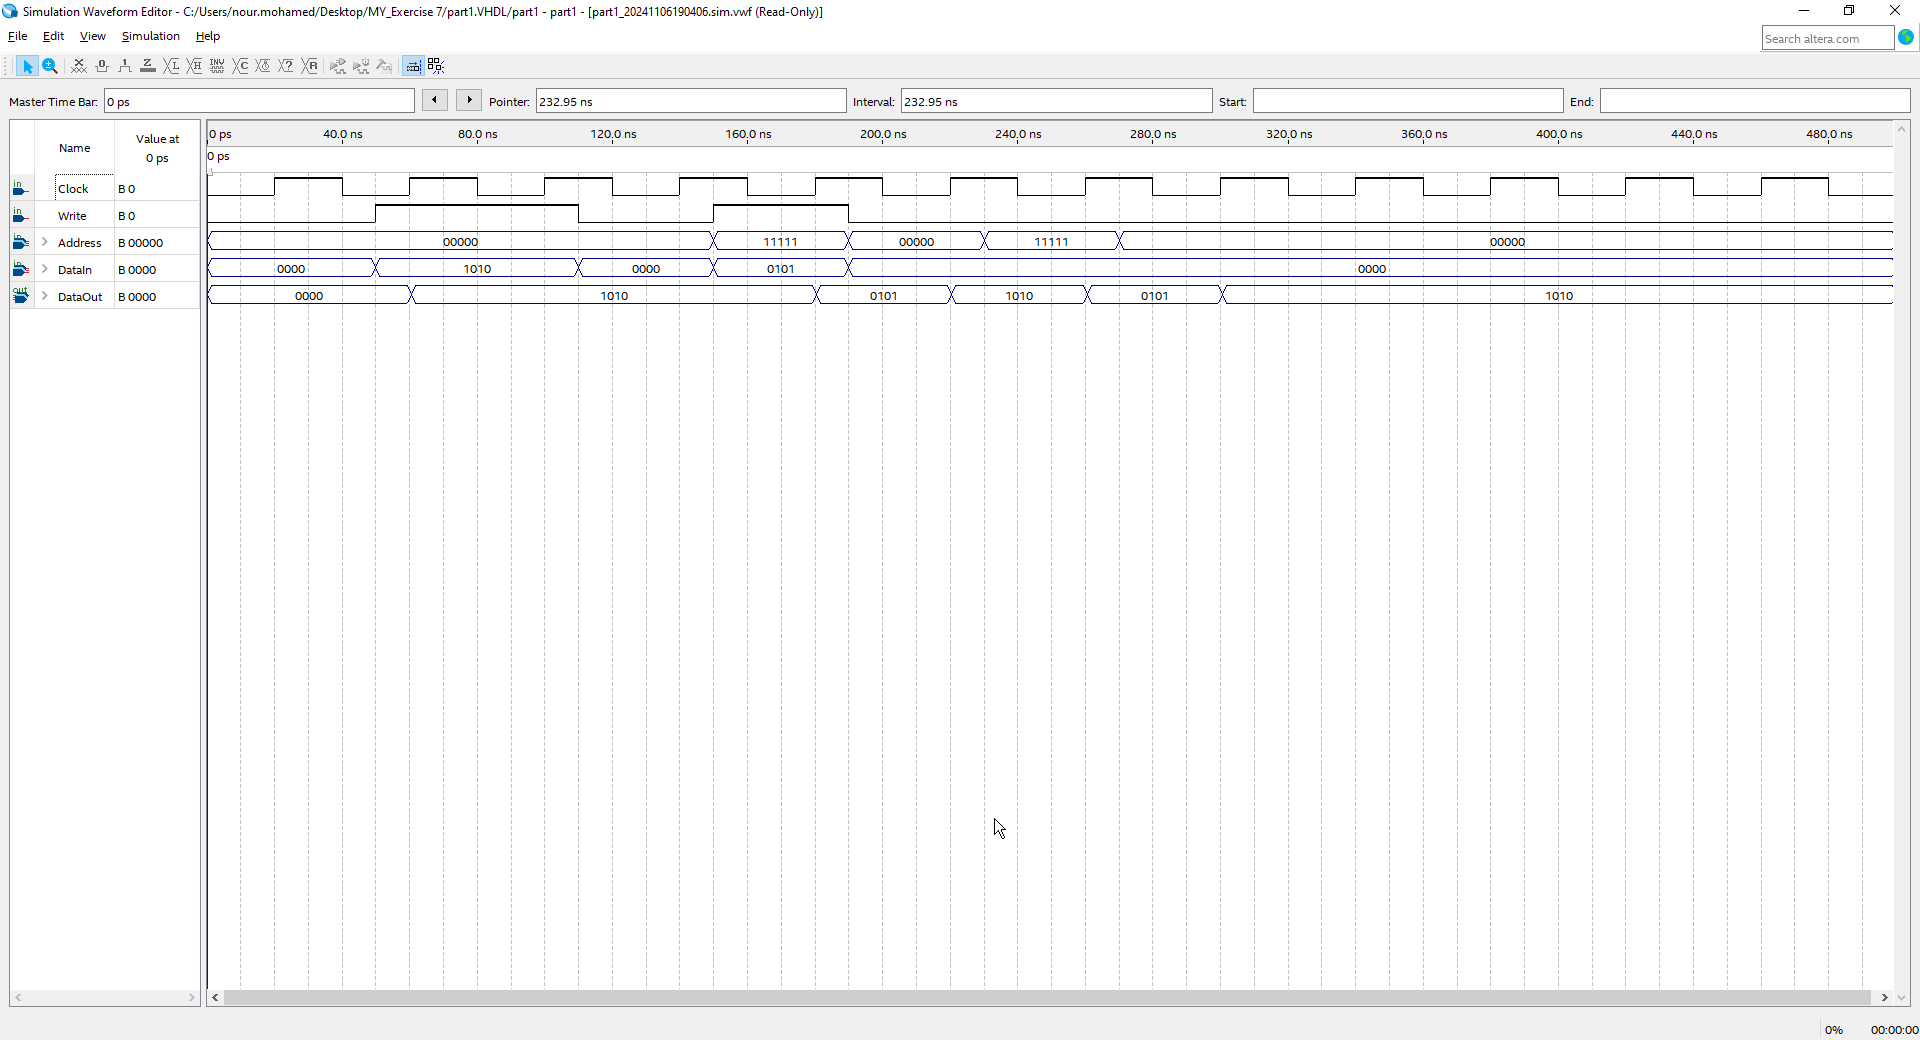 Simulation Waveform Editor - C:/Users/nour.mohamed/Desktop/MY_Exercise 7/part1.VHDL/part1 - part1 - [part1_20241106190406.sim.vwf (Read-Only)]
File Edit View Simulation Help
Search altera.com
Master Time Bar: 0 ps Pointer: 232.95 ns Interval: 232.95 ns Start: End:
Name Value at 0 ps
0 ps 40.0 ns 80.0 ns 120.0 ns 160.0 ns 200.0 ns 240.0 ns 280.0 ns 320.0 ns 360.0 ns 400.0 ns 440.0 ns 480.0 ns
0 ps
in Clock B 0
in Write B 0
in Address B 00000 00000 11111 00000 11111 00000
in DataIn B 0000 0000 1010 0000 0101 0000
out DataOut B 0000 0000 1010 0101 1010 0101 1010
0% 00:00:00